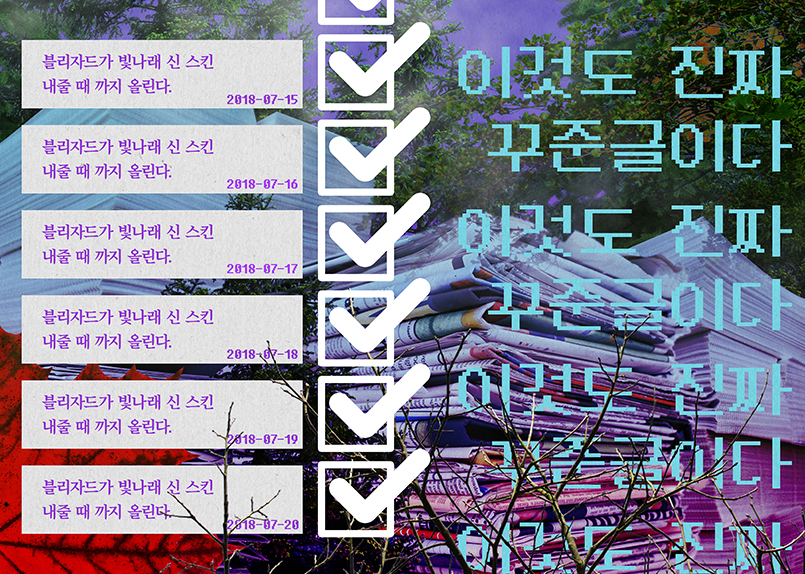 블리자드가 빛나래 신 스킨
내줄 때 까지 올린다.
2018-07-15
블리자드가 빛나래 신 스킨
내줄 때 까지 올린다.
2018-07-16
블리자드가 빛나래 신 스킨
내줄 때 까지 올린다.
2018-07-17
블리자드가 빛나래 신 스킨
내줄 때 까지 올린다.
2018-07-18
블리자드가 빛나래 신 스킨
내줄 때 까지 올린다.
2018-07-19
블리자드가 빛나래 신 스킨
내줄 때 까지 올린다.
2018-07-20
이것도 진짜
꾸준글이다
이것도 진짜
꾸준글이다
이것도 진짜
꾸준글이다
이것도 진짜